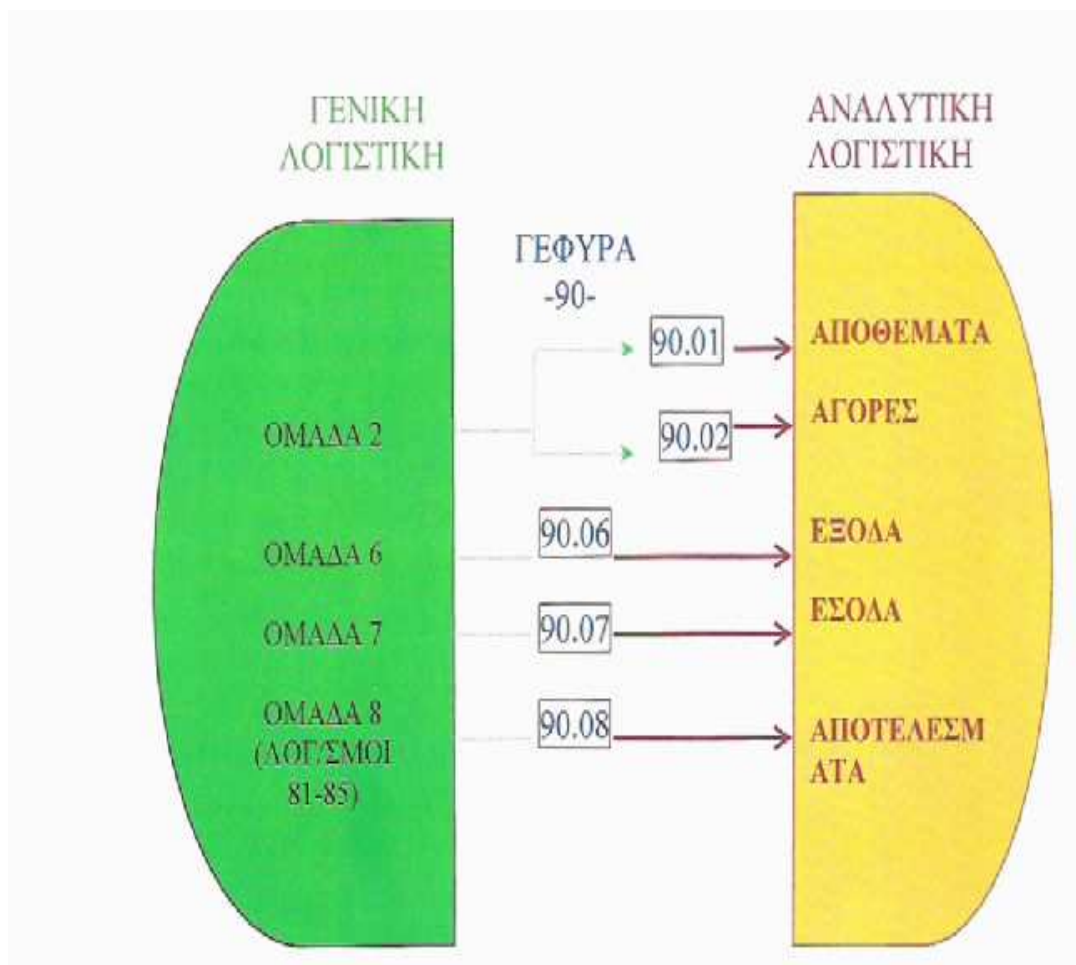 ΓΕΝΙΚΗ
ΛΟΓΙΣΤΙΚΗ
ΑΝΑΛΥΤΙΚΗ
ΛΟΓΙΣΤΙΚΗ
ΓΕΦΥΡΑ
-90-
90.01
ΑΠΟΘΕΜΑΤΑ
ΟΜΑΔΑ 2
90.02
ΑΓΟΡΕΣ
ΟΜΑΔΑ 6
90.06
ΕΞΟΔΑ
ΟΜΑΔΑ 7
90.07
ΕΣΟΔΑ
ΟΜΑΔΑ 8
(ΛΟΓ/ΣΜΟΙ
81-85)
90.08
ΑΠΟΤΕΛΕΣΜ
ΑΤΑ